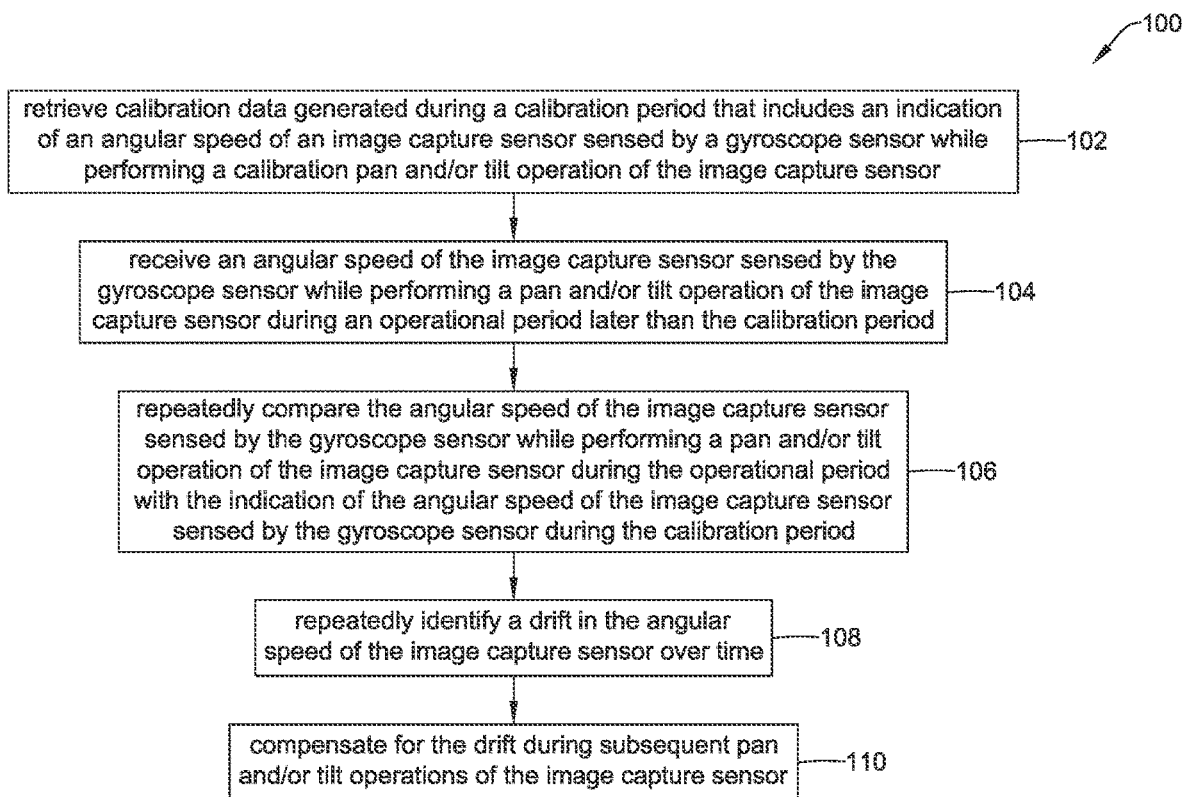 100
retrieve calibration data generated during a calibration period that includes an indication
of an angular speed of an image capture sensor sensed by a gyroscope sensor while
performing a calibration pan and/or tilt operation of the image capture sensor
102
receive an angular speed of the image capture sensor sensed by the
gyroscope sensor while performing a pan and/or tilt operation of the image
capture sensor during an operational period later than the calibration period
104
repeatedly compare the angular speed of the image capture sensor
sensed by the gyroscope sensor while performing a pan and/or tilt
operation of the image capture sensor during the operational period
with the indication of the angular speed of the image capture sensor
sensed by the gyroscope sensor during the calibration period
106
repeatedly identify a drift in the angular
speed of the image capture sensor over time
108
compensate for the drift during subsequent pan
and/or tilt operations of the image capture sensor
110